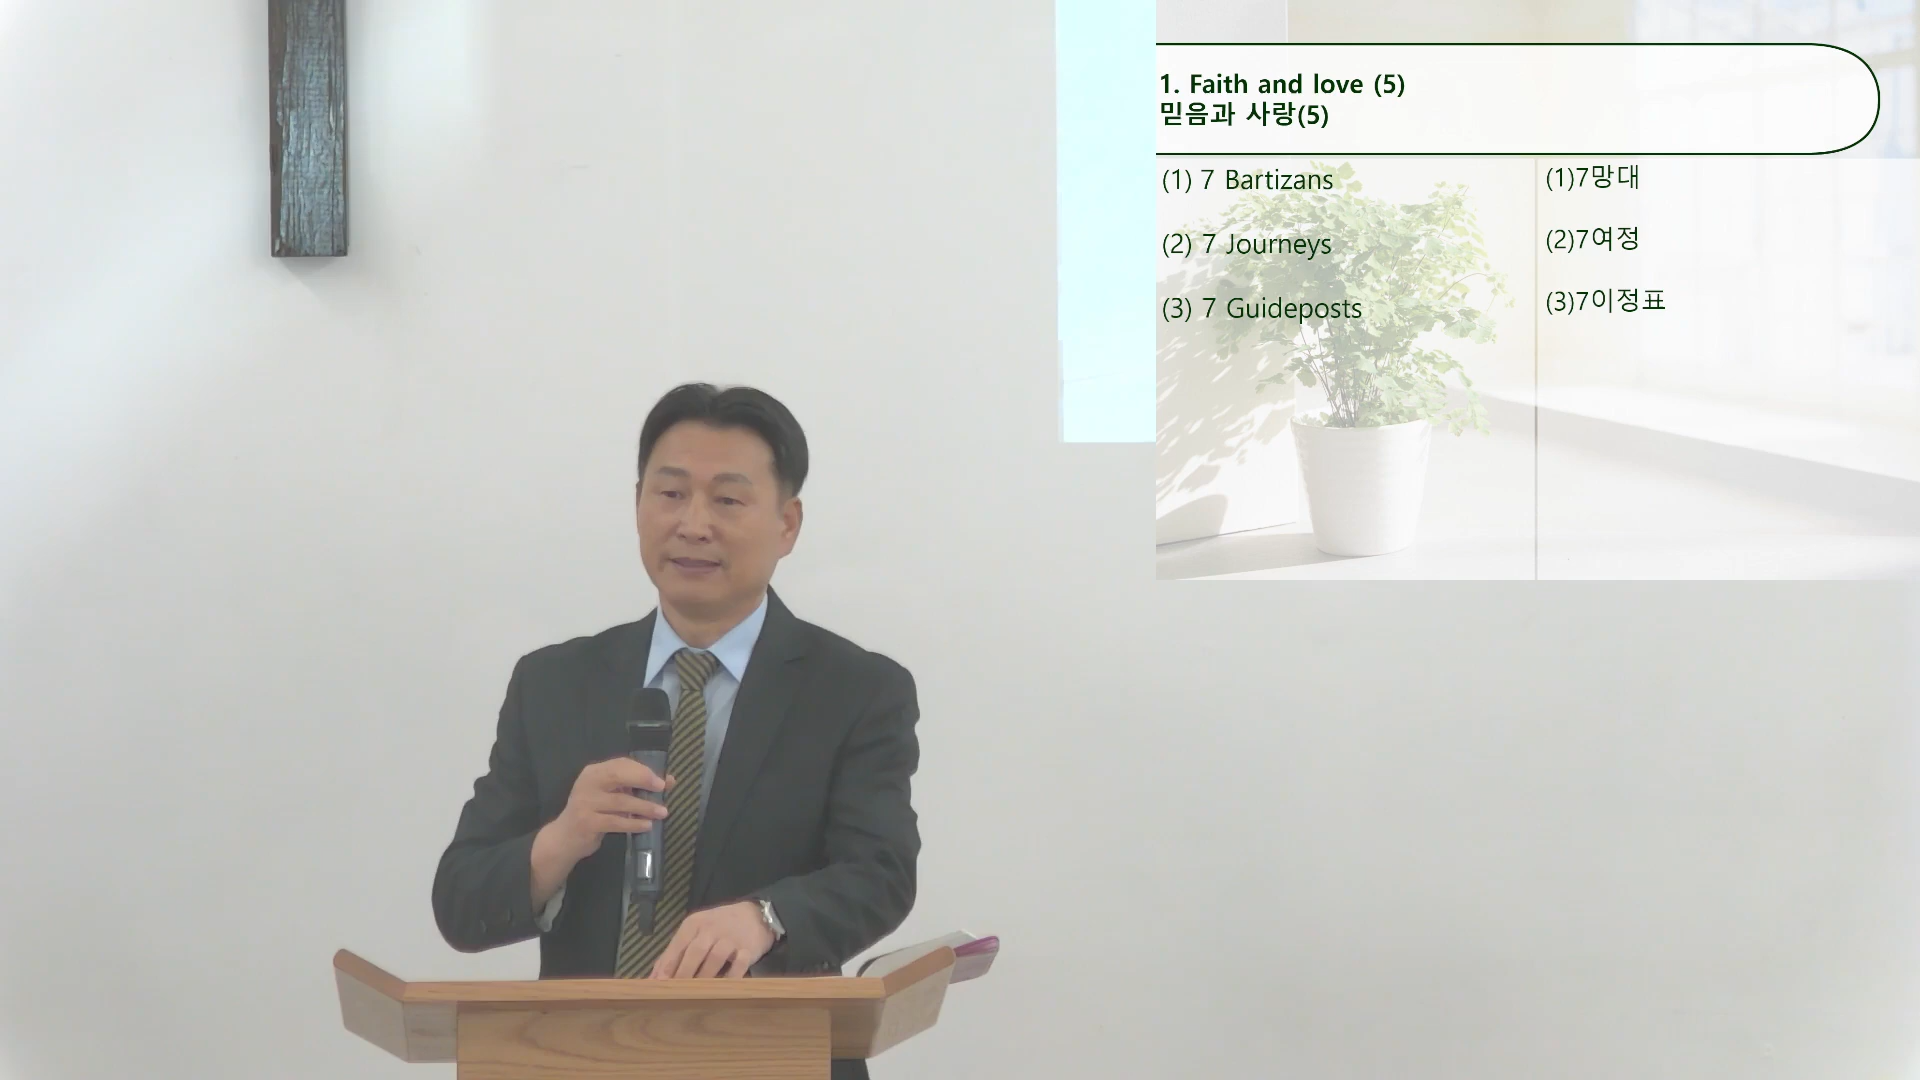 1. Faith and love (5)
믿음과 사랑(5)
(1) 7 Bartizans
(2) 7 Journeys
(3) 7 Guideposts
(1)7망대
(2)7여정
(3)7이정표